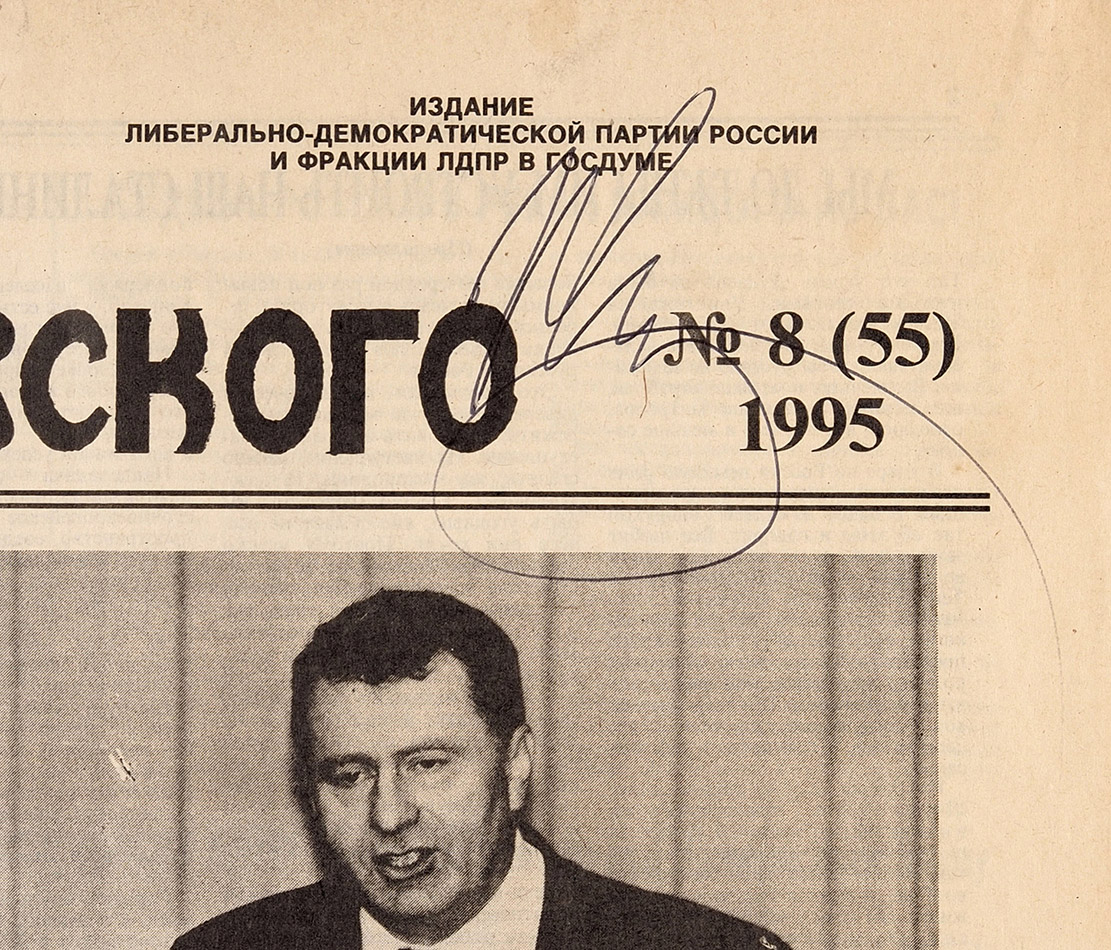 ИЗДАНИЕ
ЛИБЕРАЛЬНО-ДЕМОКРАТИЧЕСКОЙ ПАРТИИ РОССИИ
И ФРАКЦИИ ЛДПР В ГОСДУМЕ
ВСКОГО
№ 8 (55)
1995